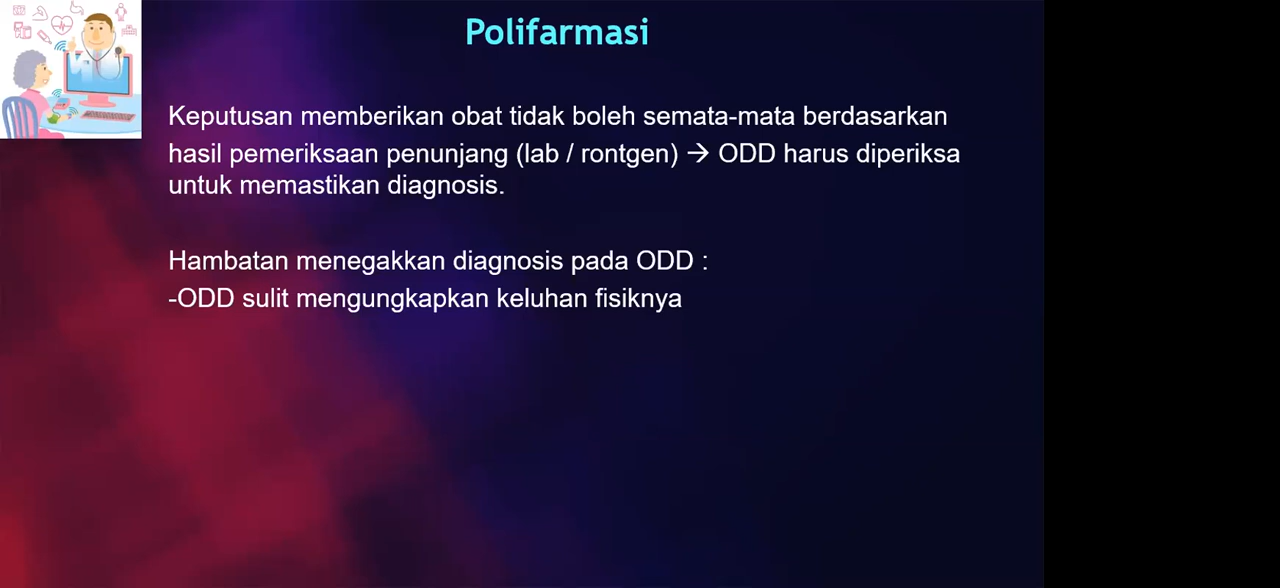 Polifarmasi
Keputusan memberikan obat tidak boleh semata-mata berdasarkan
hasil pemeriksaan penunjang (lab / rontgen) → ODD harus diperiksa
untuk memastikan diagnosis.
Hambatan menegakkan diagnosis pada ODD :
-ODD sulit mengungkapkan keluhan fisiknya